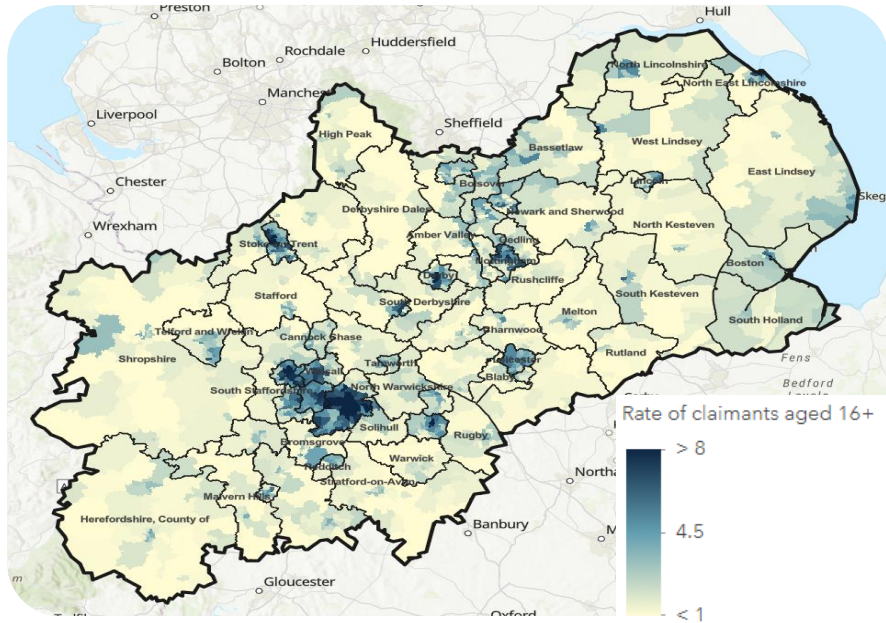 Preston
Hull
Rochdale
Huddersfield
Bolton
North Lincolnshire
Manches
North East Lincolnshire
Liverpool
Sheffield
High Peak
Bassetlaw
West Lindsey
East Lindsey
Chester
Bolsover
Lincoln
Skeg
Derbyshire Dales
Newark and Sherwood
Wrexham
North Kesteven
Amber Valley
Gedling
Stoke-on-Trent
Nottingham
Boston
Derby
Rushcliffe
Stafford
South Derbyshire
South Kesteven
Melton
South Holland
Telford and Wrekin
Charnwood
Cannock Chase
Shropshire
Rutland
Fens
Tamworth
Leicester
Walsall
Blaby
South Staffordshire
North Warwickshire
Bedford
Solihull
Rugby
Bromsgrove
Warwick
Redditch
Stratford-on-Avon
Northa
Malvern Hills
Herefordshire, County of
Banbury
M
Gloucester
Oxford
Rate of claimants aged 16+
> 8
4.5
< 1